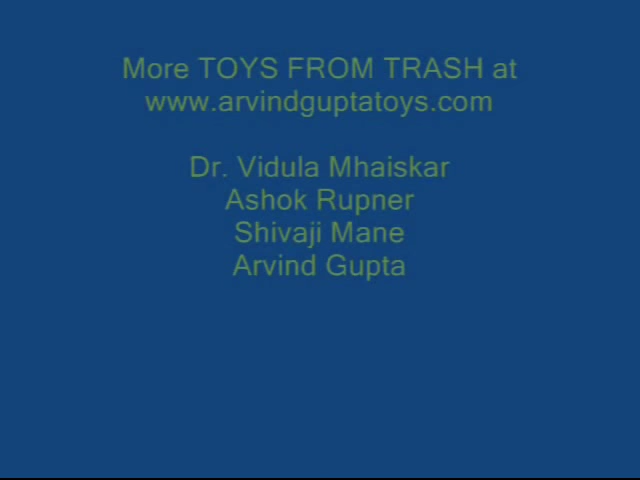 More TOYS FROM TRASH at
www.arvindguptatoys.com
Dr. Vidula Mhaiskar
Ashok Rupner
Shivaji Mane
Arvind Gupta